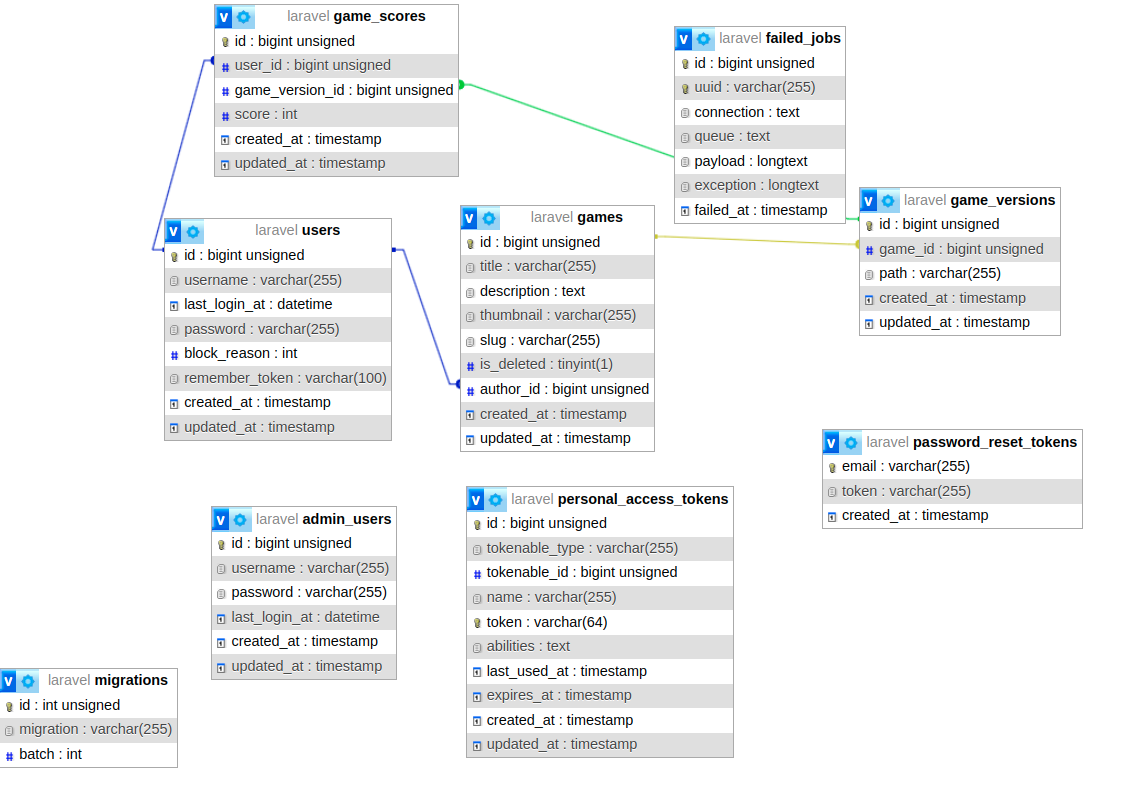 laravel game_scores
id : bigint unsigned
user_id : bigint unsigned
game_version_id : bigint unsigned
score : int
created_at : timestamp
updated_at : timestamp
laravel failed_jobs
id : bigint unsigned
uuid : varchar(255)
connection : text
queue : text
payload : longtext
exception : longtext
failed_at : timestamp
laravel game_versions
id : bigint unsigned
game_id : bigint unsigned
path : varchar(255)
created_at : timestamp
updated_at : timestamp
laravel users
id : bigint unsigned
username : varchar(255)
last_login_at : datetime
password : varchar(255)
block_reason : int
remember_token : varchar(100)
created_at : timestamp
updated_at : timestamp
laravel games
id : bigint unsigned
title : varchar(255)
description : text
thumbnail : varchar(255)
slug : varchar(255)
is_deleted : tinyint(1)
author_id : bigint unsigned
created_at : timestamp
updated_at : timestamp
laravel password_reset_tokens
email : varchar(255)
token : varchar(255)
created_at : timestamp
laravel admin_users
id : bigint unsigned
username : varchar(255)
password : varchar(255)
last_login_at : datetime
created_at : timestamp
updated_at : timestamp
laravel personal_access_tokens
id : bigint unsigned
tokenable_type : varchar(255)
tokenable_id : bigint unsigned
name : varchar(255)
token : varchar(64)
abilities : text
last_used_at : timestamp
expires_at : timestamp
created_at : timestamp
updated_at : timestamp
laravel migrations
id : int unsigned
migration : varchar(255)
batch : int